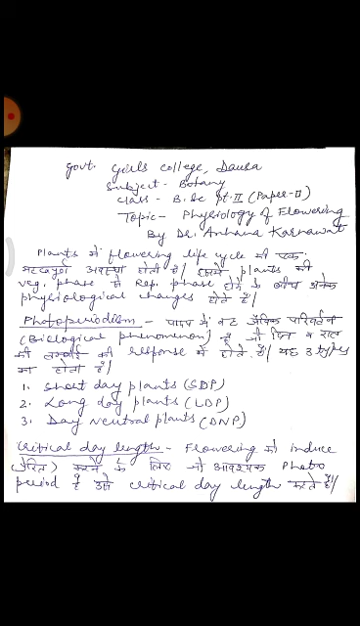 Govt. Girls College, Dausa
Subject- Botany
Class- B.Sc Pt-II (Paper-II)
Topic- Physiology of Flowering
By Dr. Archana Karnawat
Plants में flowering life cycle की एक
महत्वपूर्ण अवस्था होती है। इसमें plants की
veg. phase से Rep. phase होने के बीच अनेक
physiological changes होते हैं।
Photoperiodism - पादप में वह जैविक परिवर्तन
(Biological phenomenon) है जो दिन व रात
की लम्बाई की response में होते हैं। यह 3 types
का होता है।
1. Short day plants (SDP)
2. Long day plants (LDP)
3. Day Neutral plants (DNP)
Critical day length - Flowering को induce
(प्रेरित) करने के लिए जो आवश्यक Photo
period है उसे critical day length कहते हैं।